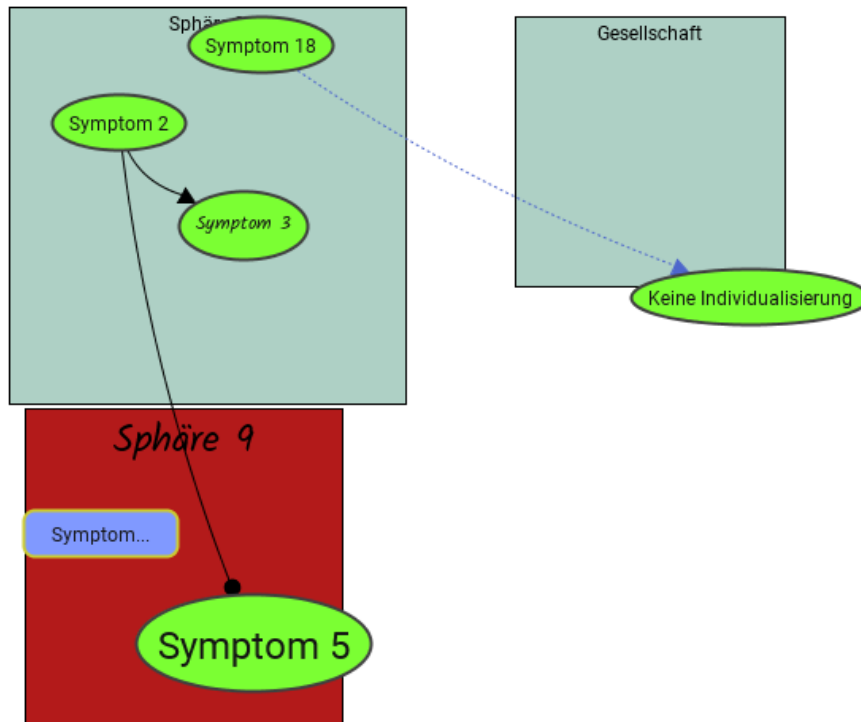 Symptom 18
Gesellschaft
Symptom 2
Symptom 3
Keine Individualisierung
Sphäre 9
Symptom...
Symptom 5